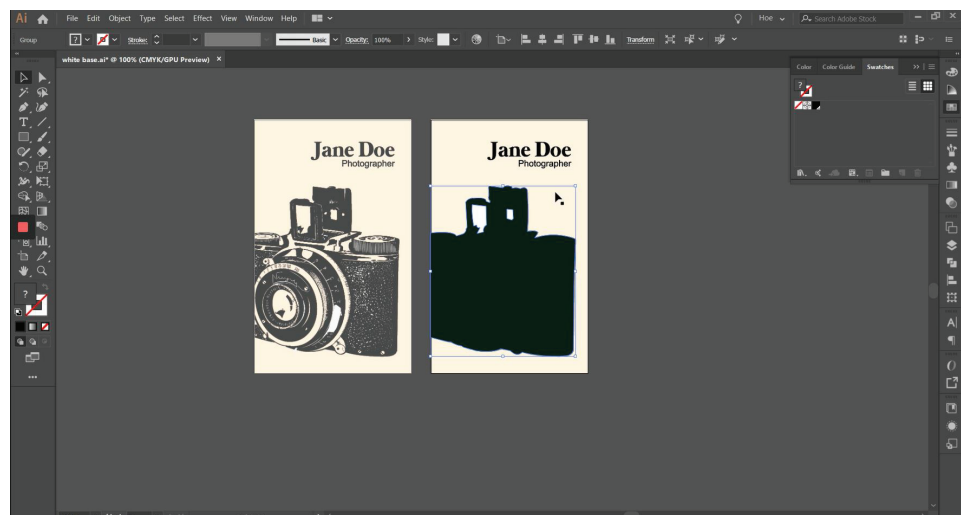 Ai File Edit Object Type Select Effect View Window Help Hoe Search Adobe Stock
Group ? Stroke: Basic Opacity: 100% Style: Transform
white base.ai* @ 100% (CMYK/GPU Preview) ×
Color Color Guide Swatches
?
Jane Doe
Photographer
Jane Doe
Photographer
?